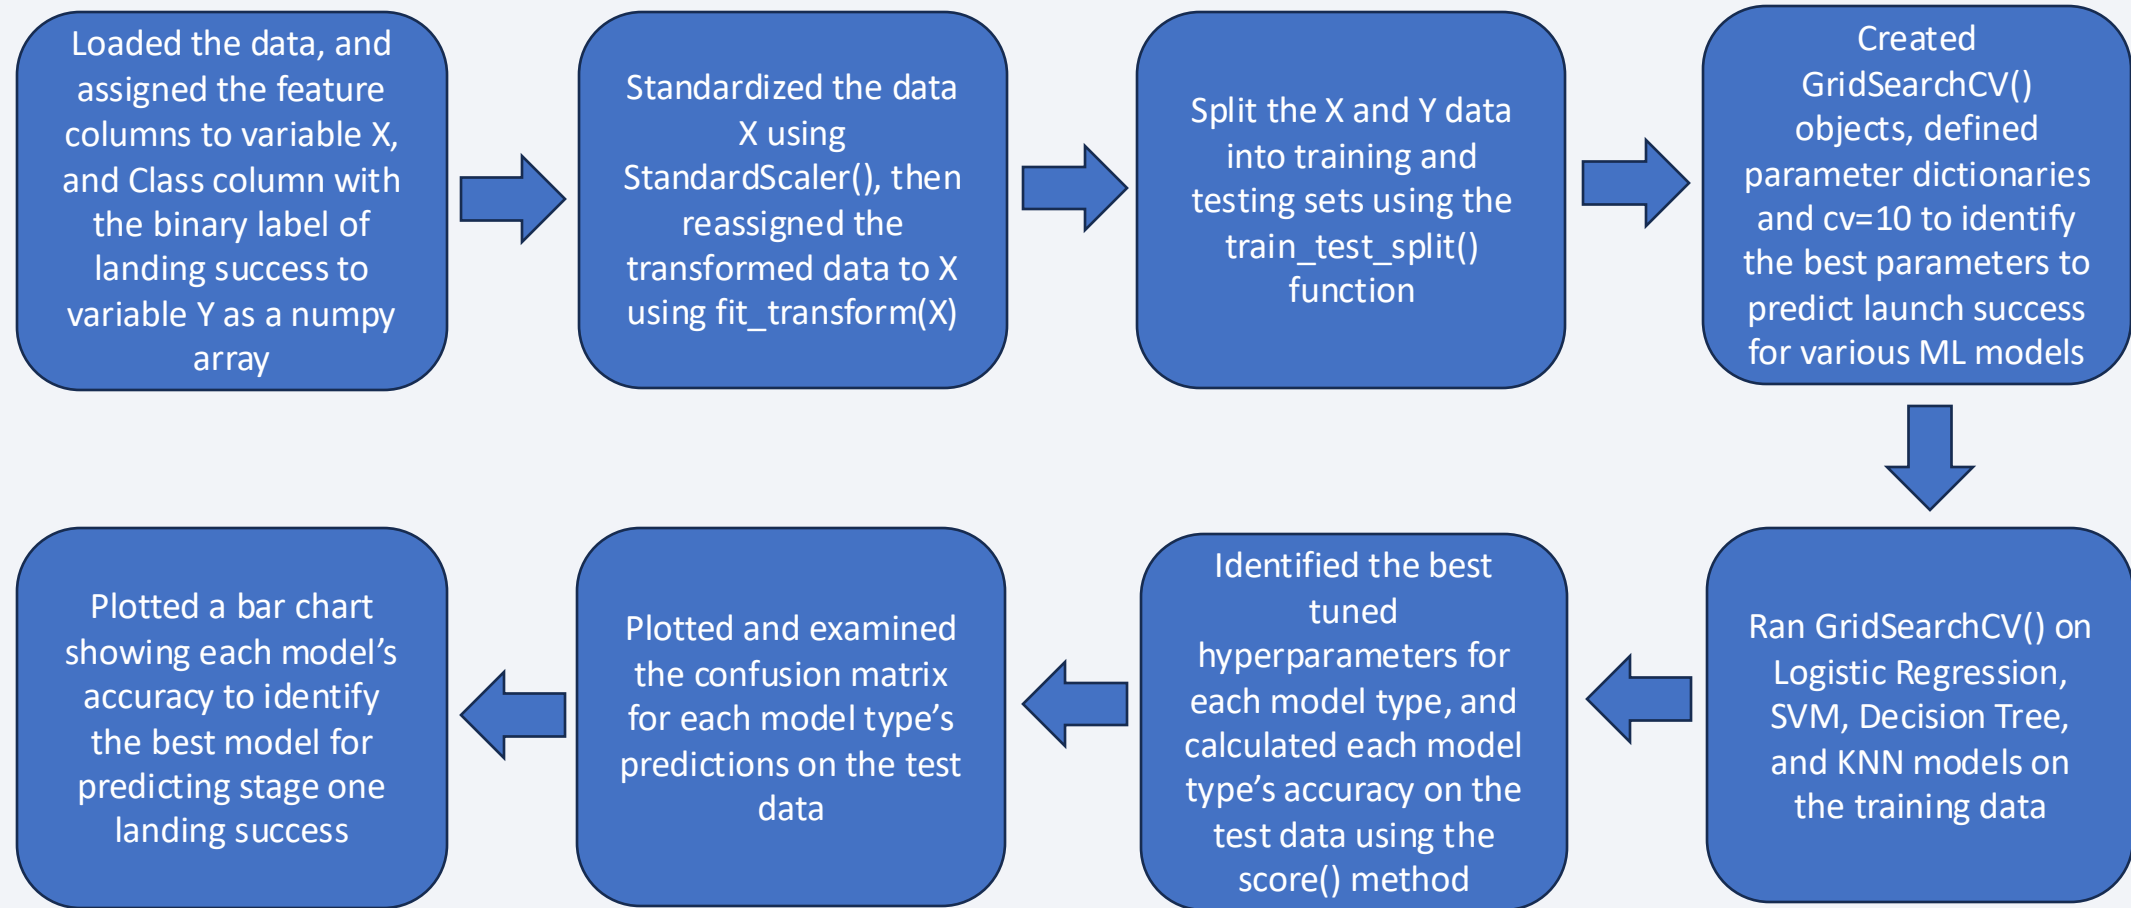 Loaded the data, and
assigned the feature
columns to variable X,
and Class column with
the binary label of
landing success to
variable Y as a numpy
array
Standardized the data
X using
StandardScaler(), then
reassigned the
transformed data to X
using fit_transform(X)
Split the X and Y data
into training and
testing sets using the
train_test_split()
function
Created
GridSearchCV()
objects, defined
parameter dictionaries
and cv=10 to identify
the best parameters to
predict launch success
for various ML models
Ran GridSearchCV() on
Logistic Regression,
SVM, Decision Tree,
and KNN models on
the training data
Identified the best
tuned
hyperparameters for
each model type, and
calculated each model
type’s accuracy on the
test data using the
score() method
Plotted and examined
the confusion matrix
for each model type’s
predictions on the test
data
Plotted a bar chart
showing each model’s
accuracy to identify
the best model for
predicting stage one
landing success